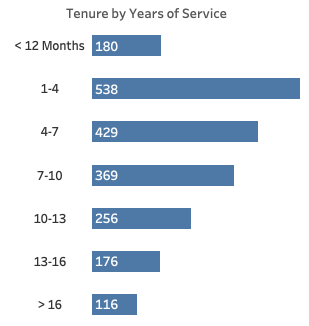 Tenure by Years of Service
< 12 Months 180
1-4 538
4-7 429
7-10 369
10-13 256
13-16 176
> 16 116